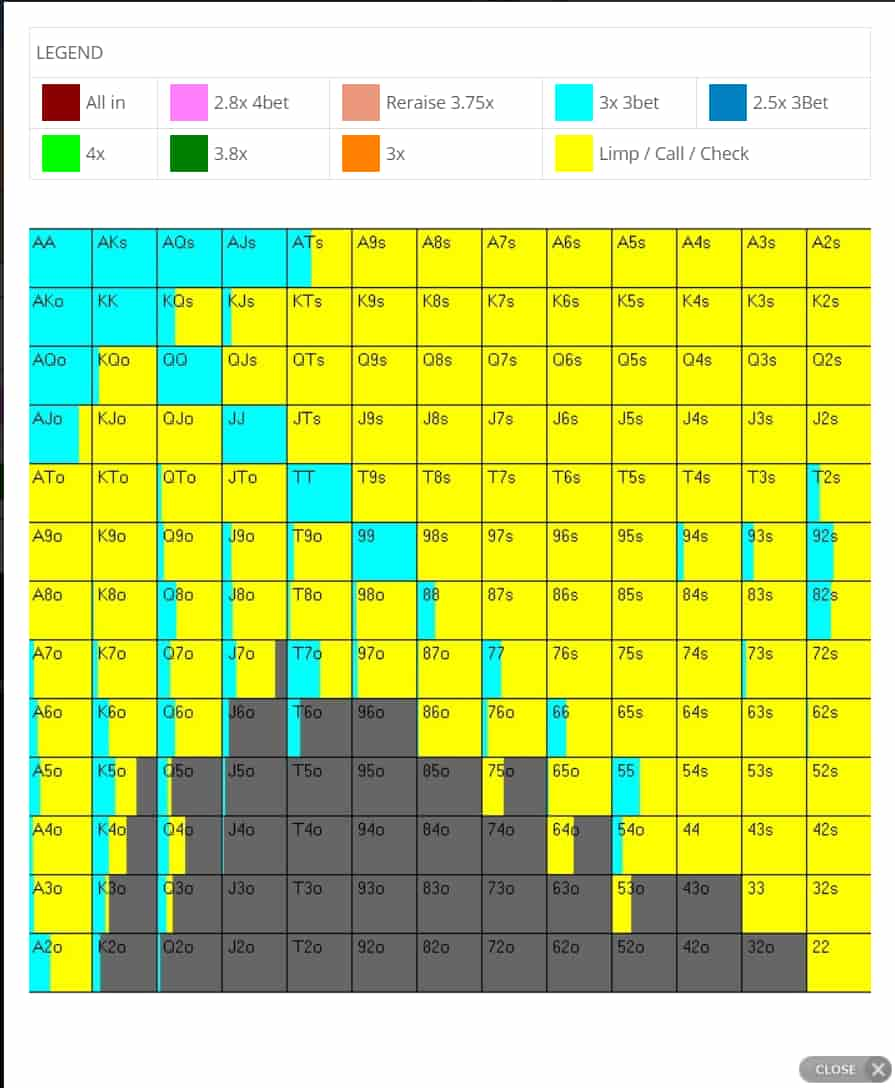 LEGEND
All in 2.8x 4bet Reraise 3.75x 3x 3bet 2.5x 3Bet
4x 3.8x 3x Limp / Call / Check
AA AKs AQs AJs ATs A9s A8s A7s A6s A5s A4s A3s A2s
AKo KK KQs KJs KTs K9s K8s K7s K6s K5s K4s K3s K2s
AQo KQo QQ QJs QTs Q9s Q8s Q7s Q6s Q5s Q4s Q3s Q2s
AJo KJo QJo JJ JTs J9s J8s J7s J6s J5s J4s J3s J2s
ATo KTo QTo JTo TT T9s T8s T7s T6s T5s T4s T3s T2s
A9o K9o Q9o J9o T9o 99 98s 97s 96s 95s 94s 93s 92s
A8o K8o Q8o J8o T8o 98o 88 87s 86s 85s 84s 83s 82s
A7o K7o Q7o J7o T7o 97o 87o 77 76s 75s 74s 73s 72s
A6o K6o Q6o J6o T6o 96o 86o 76o 66 65s 64s 63s 62s
A5o K5o Q5o J5o T5o 95o 85o 75o 65o 55 54s 53s 52s
A4o K4o Q4o J4o T4o 94o 84o 74o 64o 54o 44 43s 42s
A3o K3o Q3o J3o T3o 93o 83o 73o 63o 53o 43o 33 32s
A2o K2o Q2o J2o T2o 92o 82o 72o 62o 52o 42o 32o 22
CLOSE